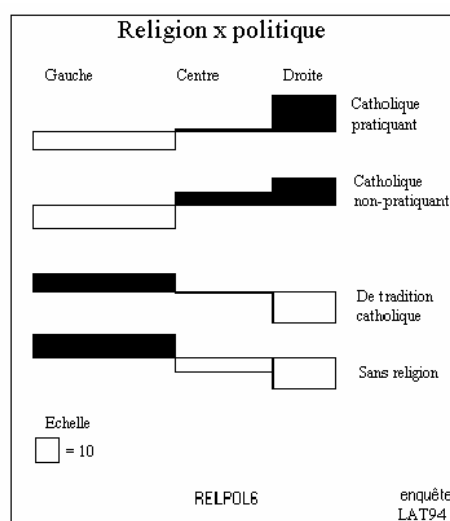 Religion x politique
Gauche Centre Droite
Catholique
pratiquant
Catholique
non-pratiquant
De tradition
catholique
Sans religion
Echelle
= 10
RELPOL6
enquête
LAT94